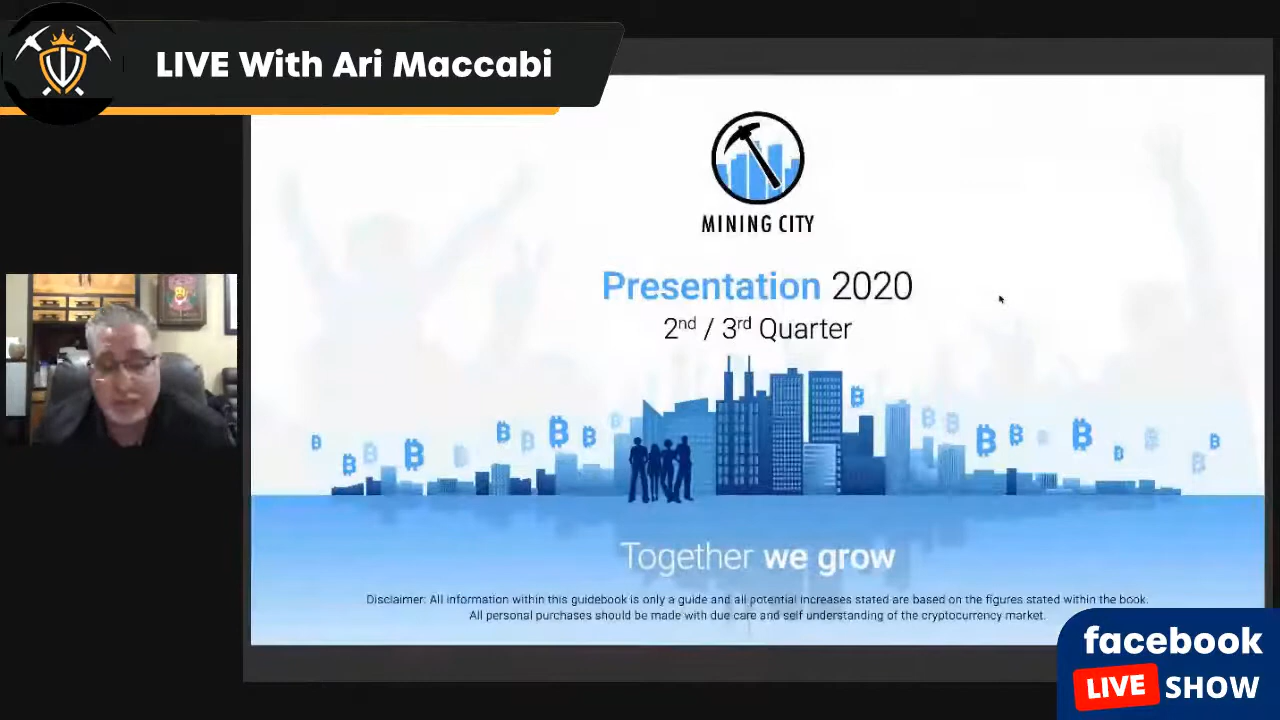 LIVE With Ari Maccabi
MINING CITY
Presentation 2020
2nd / 3rd Quarter
Together we grow
Disclaimer: All information within this guidebook is only a guide and all potential increases stated are based on the figures stated within the book.
All personal purchases should be made with due care and self understanding of the cryptocurrency market.
facebook
LIVE SHOW